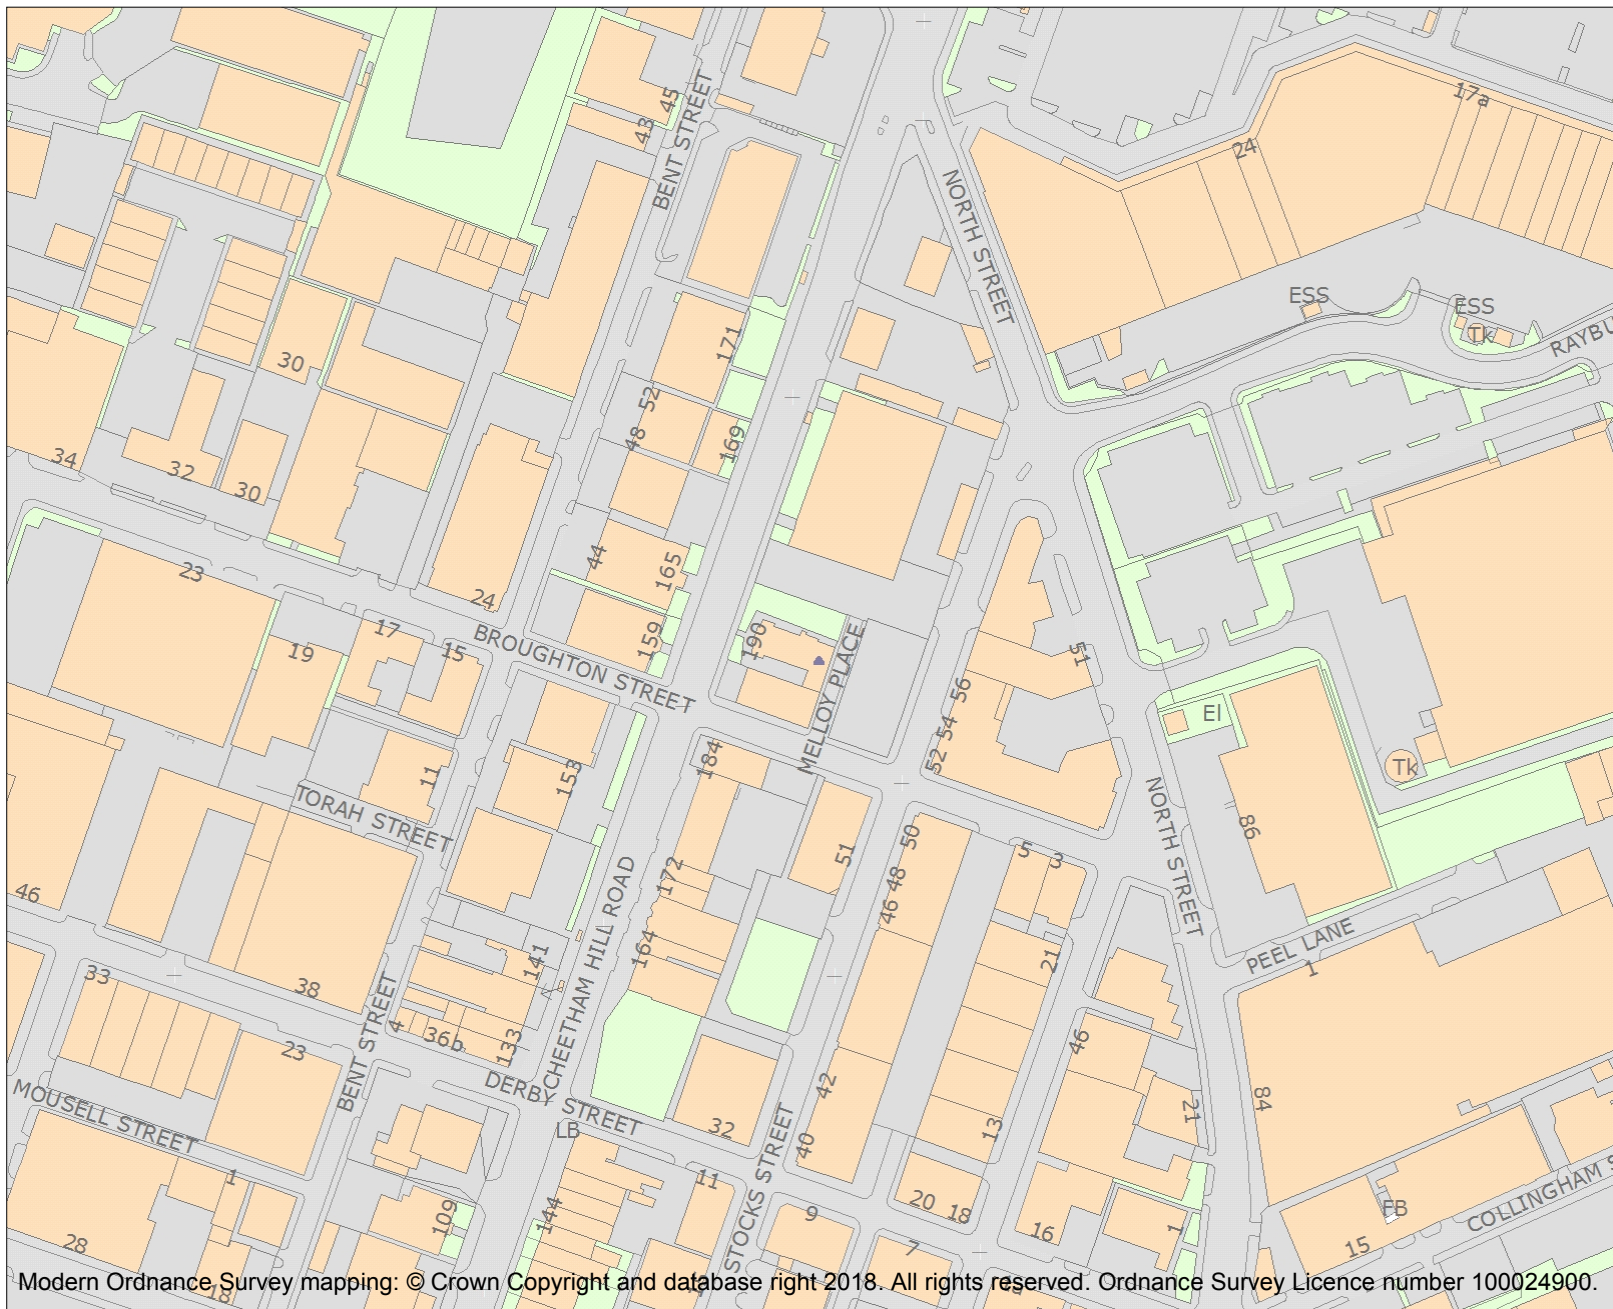 17a
45
43
BENT STREET
24
NORTH STREET
ESS
ESS
Tk
171
30
52
48
169
34
32
30
44
165
23
24
159
190
BROUGHTON STREET
MELLOY PLACE
17
15
19
51
56
54
52
El
184
153
11
TORAH STREET
Tk
NORTH STREET
86
172
51
50
48
46
5
3
46
CHEETHAM HILL ROAD
164
141
21
PEEL LANE
1
33
38
BENT STREET
4
36b
133
23
46
DERBY STREET
LB
42
40
32
13
21
84
MOUSELL STREET
1
11
STOCKS STREET
20
18
9
16
1
FB
COLLINGHAM S
109
144
28
7
15
18
Modern Ordnance Survey mapping: © Crown Copyright and database right 2018. All rights reserved. Ordnance Survey Licence number 100024900.